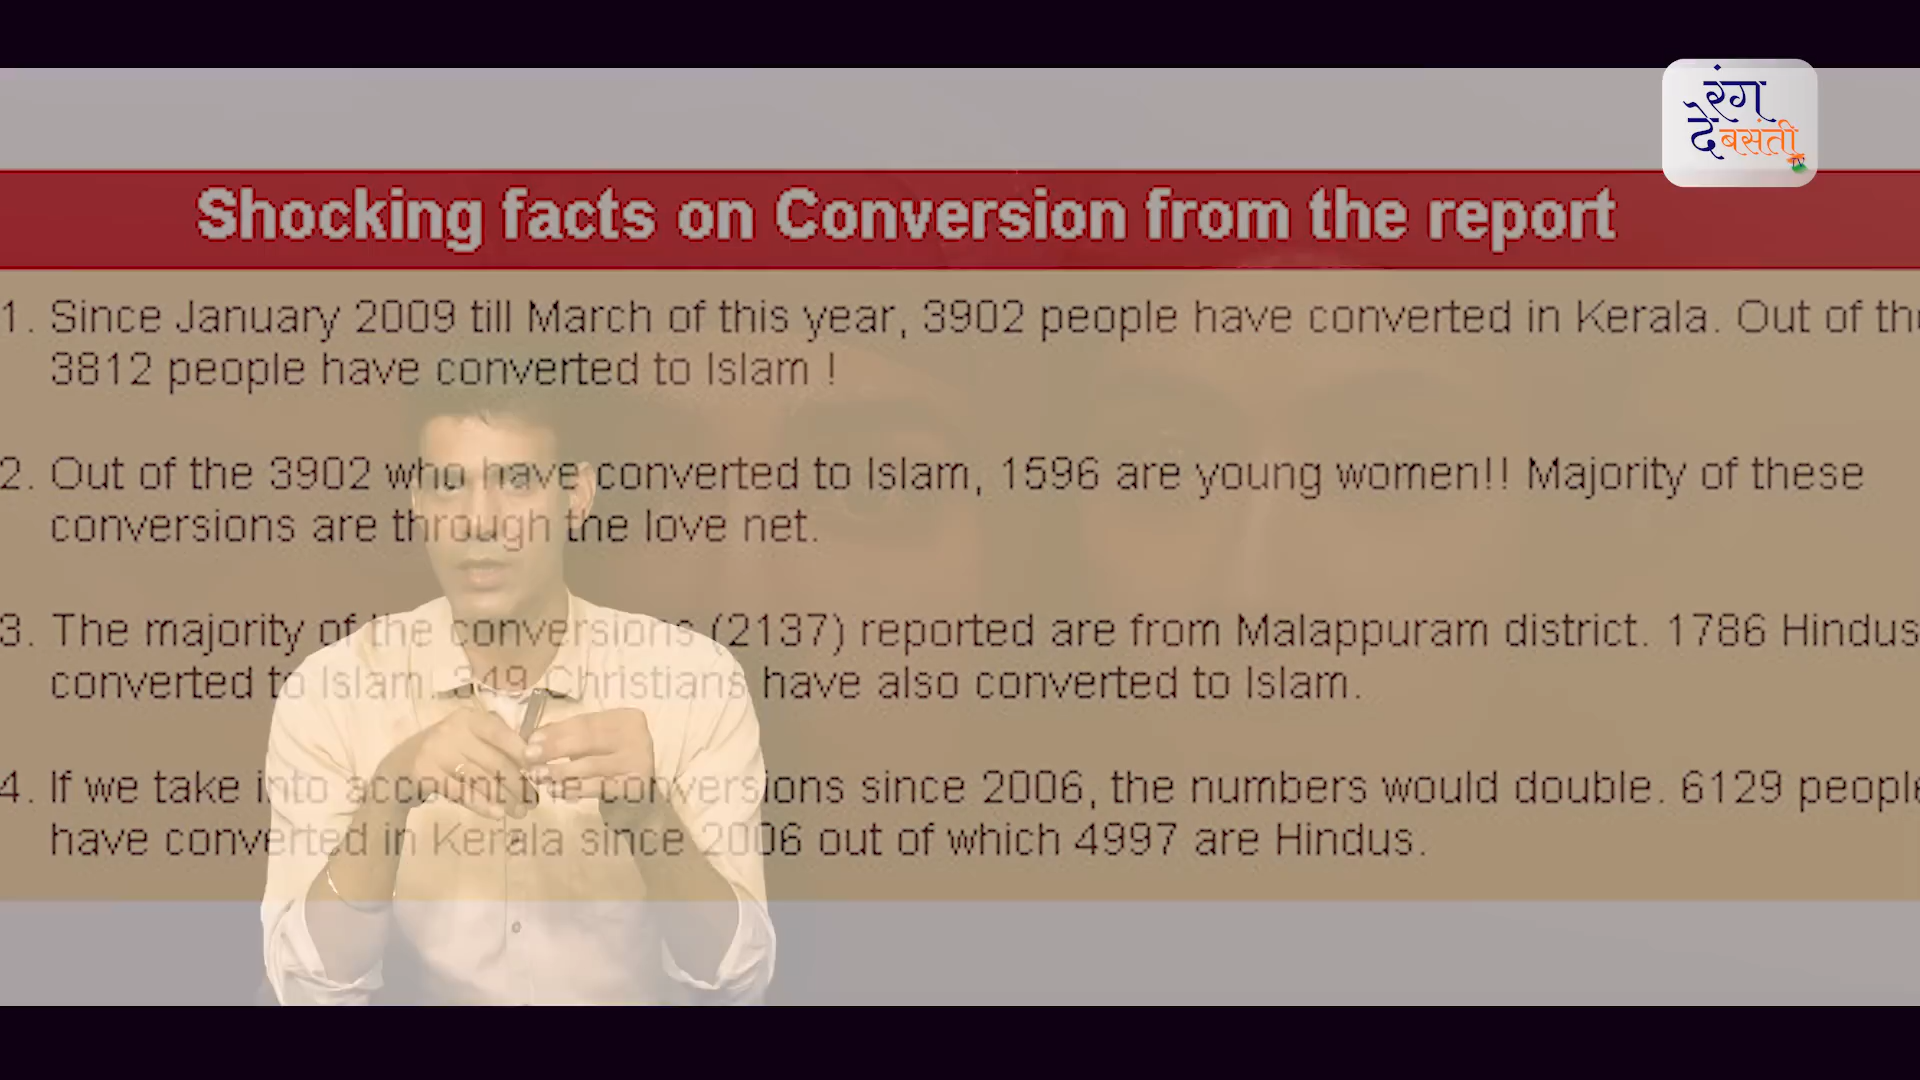 रंग
दे बसंती
Shocking facts on Conversion from the report
1. Since January 2009 till March of this year, 3902 people have converted in Kerala. Out of
3812 people have converted to Islam !
2. Out of the 3902 who have converted to Islam, 1596 are young women!! Majority of these
conversions are through the love net.
3. The majority of the conversions (2137) reported are from Malappuram district. 1786 Hindus
converted to Islam. 349 Christians have also converted to Islam.
4. If we take into account the conversions since 2006, the numbers would double. 6129 people
have converted in Kerala since 2006 out of which 4997 are Hindus.